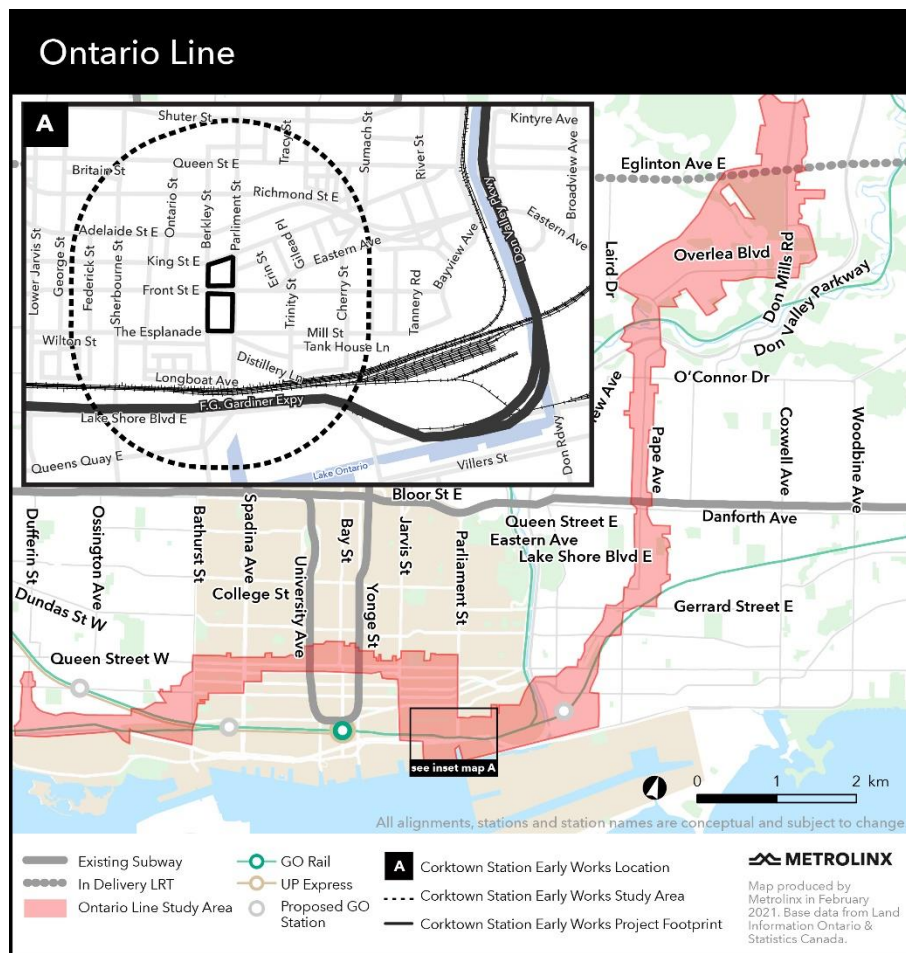 Ontario Line
A
Shuter St
Tracy St
Sumach St
River St
Kintyre Ave
Broadview Ave
Britain St
Queen St E
Ontario St
Berkley St
Parliment St
Richmond St E
Don Valley Pkwy
Lower Jarvis St
George St
Federick St
Adelaide St E
Sherbourne St
King St E
Erin St
Gilead Pl
Eastern Ave
Bayview Ave
Eastern Ave
Front St E
Trinity St
Cherry St
Tannery Rd
The Esplanade
Wilton St
Mill St
Tank House Ln
Distillery Ln
Longboat Ave
F.G. Gardiner Expy
Lake Shore Blvd E
Queens Quay E
Lake Ontario
Villers St
Don Rdwy
Eglinton Ave E
Laird Dr
Overlea Blvd
Don Mills Rd
Don Valley Parkway
O'Connor Dr
ew Ave
Pape Ave
Coxwell Ave
Woodbine Ave
Bloor St E
Danforth Ave
Dufferin St
Ossington Ave
Bathurst St
Spadina Ave
University Ave
Bay St
Yonge St
Jarvis St
Parliament St
Queen Street E
Eastern Ave
Lake Shore Blvd E
College St
Dundas St W
Gerrard Street E
Queen Street W
see inset map A
0 1 2 km
All alignments, stations and station names are conceptual and subject to change
Existing Subway
In Delivery LRT
Ontario Line Study Area
GO Rail
UP Express
Proposed GO
Station
A Corktown Station Early Works Location
Corktown Station Early Works Study Area
Corktown Station Early Works Project Footprint
METROLINX
Map produced by
Metrolinx in February
2021. Base data from Land
Information Ontario &
Statistics Canada.